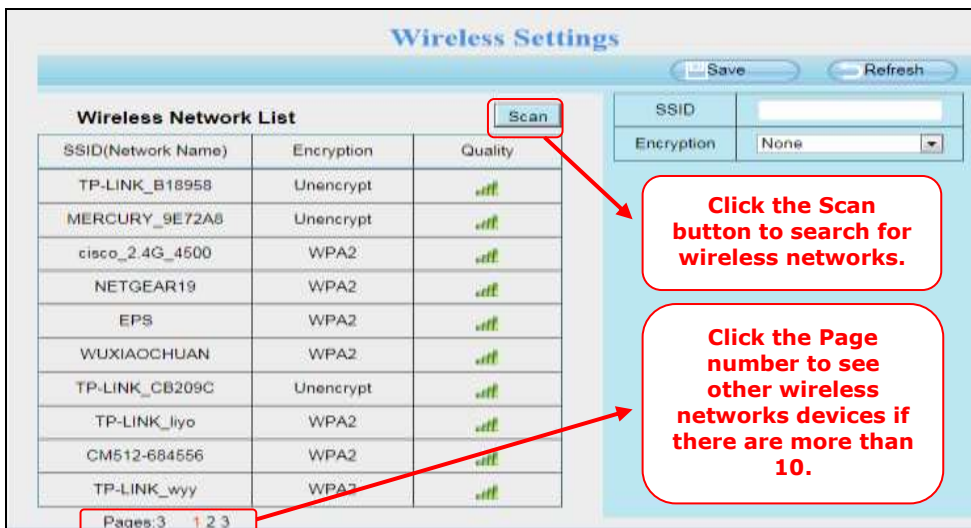 Wireless Settings
Save Refresh
Wireless Network List Scan
SSID(Network Name) Encryption Quality
TP-LINK_B18958 Unencrypt
MERCURY_9E72A8 Unencrypt
cisco_2.4G_4500 WPA2
NETGEAR19 WPA2
EPS WPA2
WUXIAOCHUAN WPA2
TP-LINK_CB209C Unencrypt
TP-LINK_liyo WPA2
CM512-684556 WPA2
TP-LINK_wyy WPA2
Pages:3 1 2 3
SSID
Encryption None
Click the Scan
button to search for
wireless networks.
Click the Page
number to see
other wireless
networks devices if
there are more than
10.